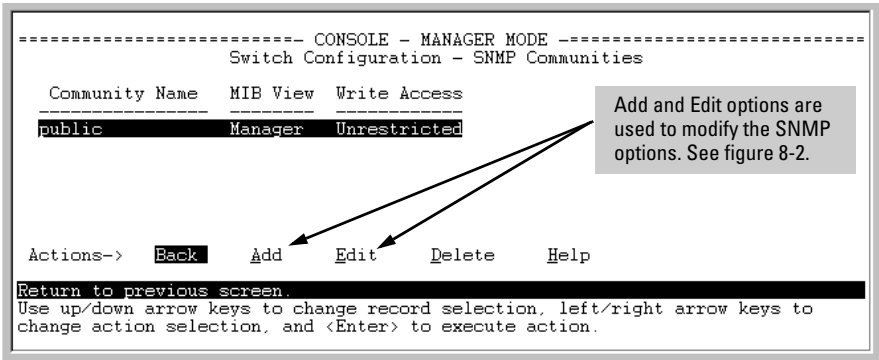 ==========================- CONSOLE - MANAGER MODE -============================
Switch Configuration - SNMP Communities
Community Name MIB View Write Access
---------------- -------- ------------
public Manager Unrestricted
Add and Edit options are
used to modify the SNMP
options. See figure 8-2.
Actions-> Back Add Edit Delete Help
Return to previous screen.
Use up/down arrow keys to change record selection, left/right arrow keys to
change action selection, and <Enter> to execute action.